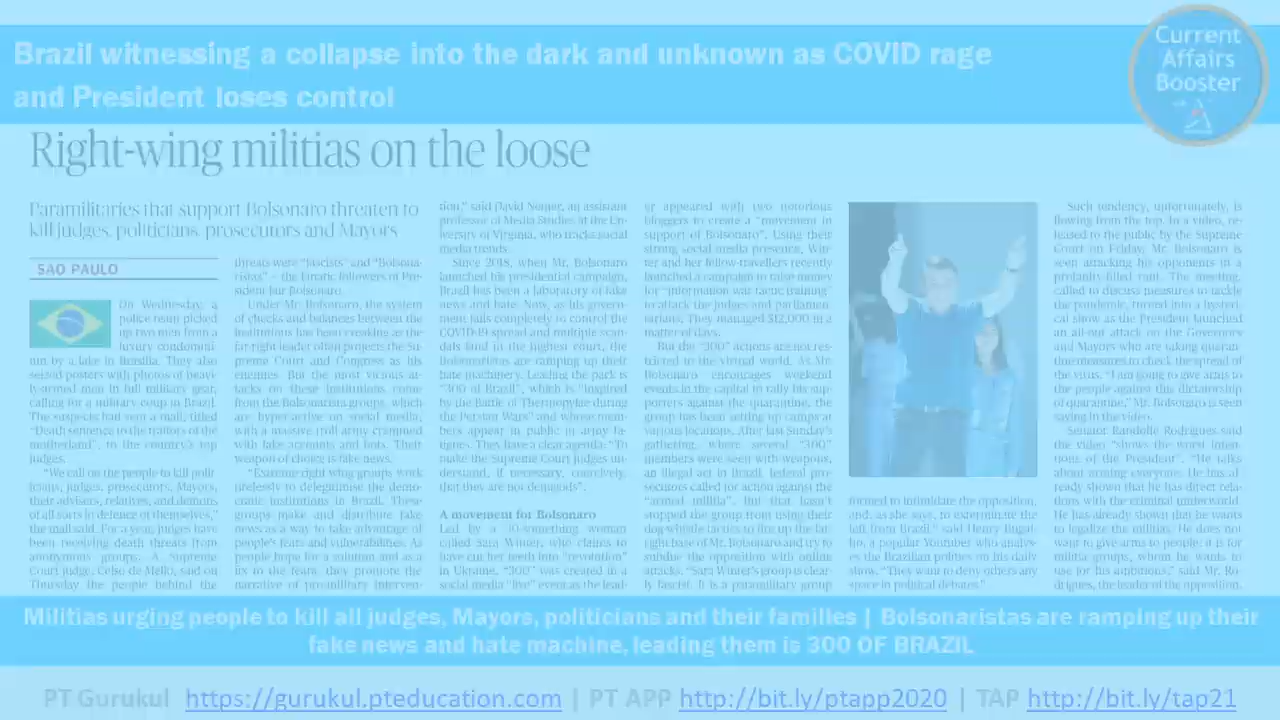 Brazil witnessing a collapse into the dark and unknown as COVID rage
and President loses control
Current
Affairs
Booster
Right-wing militias on the loose
Paramilitaries that support Bolsonaro threaten to
kill judges, politicians, prosecutors and Mayors
SAO PAULO
On Wednesday, a
police team picked
up two men from a
luxury condomini-
um by a lake in Brasilia. They also
seized posters with photos of heavi-
ly-armed men in full military gear,
calling for a military coup in Brazil.
The suspects had sent a mail, titled
"Death sentence to the traitors of the
motherland", to the country's top
judges.
"We call on the people to kill polit-
icians, judges, prosecutors, Mayors,
their advisers, relatives, and demons
of all sorts in defence of themselves,"
the mail said. For a year, judges have
been receiving death threats from
anonymous groups. A Supreme
Court judge, Celso de Mello, said on
Thursday the people behind the
threats were "fascists" and "Bolsona-
ristas" – the fanatic followers of Pre-
sident Jair Bolsonaro.
Under Mr. Bolsonaro, the system
of checks and balances between the
institutions has been creaking as the
far-right leader often projects the Su-
preme Court and Congress as his
enemies. But the most vicious at-
tacks on these institutions come
from the Bolsonarista groups, which
are hyper-active on social media,
with a massive troll army crammed
with fake accounts and bots. Their
weapon of choice is fake news.
"Extreme right-wing groups work
tirelessly to delegitimise the demo-
cratic institutions in Brazil. These
groups make and distribute fake
news as a way to take advantage of
people's fears and vulnerabilities. As
people hope for a solution and as a
fix to the fears, they promote the
narrative of pro-military interven-
tion," said David Nemer, an assistant
professor of Media Studies at the Un-
iversity of Virginia, who tracks social
media trends.
Since 2018, when Mr. Bolsonaro
launched his presidential campaign,
Brazil has been a laboratory of fake
news and hate. Now, as his govern-
ment fails completely to control the
COVID-19 spread and multiple scan-
dals land in the highest court, the
Bolsonaristas are ramping up their
hate machinery. Leading the pack is
"300 of Brazil", which is "inspired
by the Battle of Thermopylae during
the Persian Wars" and whose mem-
bers appear in public in army fa-
tigues. They have a clear agenda: "To
make the Supreme Court judges un-
derstand, if necessary, coercively,
that they are not demigods".
A movement for Bolsonaro
Led by a 30-something woman
called Sara Winter, who claims to
have cut her teeth into "revolution"
in Ukraine, "300" was created in a
social media "live" event as the lead-
er appeared with two notorious
bloggers to create a "movement in
support of Bolsonaro". Using their
strong social media presence, Win-
ter and her fellow-travellers recently
launched a campaign to raise money
for "information war tactic training"
to attack the judges and parliamen-
tarians. They managed $12,000 in a
matter of days.
But the "300" actions are not res-
tricted to the virtual world. As Mr.
Bolsonaro encourages weekend
events in the capital to rally his sup-
porters against the quarantine, the
group has been setting up camps at
various locations. After last Sunday's
gathering, where several "300"
members were seen with weapons,
an illegal act in Brazil, federal pro-
secutors called for action against the
"armed militia". But that hasn't
stopped the group from using their
dog-whistle tactics to line up the far-
right base of Mr. Bolsonaro and try to
subdue the opposition with online
attacks. "Sara Winter's group is clear-
ly fascist. It is a paramilitary group
formed to intimidate the opposition,
and, as she says, to exterminate the
left from Brazil," said Henry Bugal-
ho, a popular Youtuber who analys-
es the Brazilian politics on his daily
show. "They want to deny others any
space in political debates."
Such tendency, unfortunately, is
flowing from the top. In a video, re-
leased to the public by the Supreme
Court on Friday, Mr. Bolsonaro is
seen attacking his opponents in a
profanity-filled rant. The meeting,
called to discuss measures to tackle
the pandemic, turned into a hysteri-
cal show as the President launched
an all-out attack on the Governors
and Mayors who are taking quaran-
tine measures to check the spread of
the virus. "I am going to give arms to
the people against this dictatorship
of quarantine," Mr. Bolsonaro is seen
saying in the video.
Senator Randolfe Rodrigues said
the video "shows the worst inten-
tions of the President". "He talks
about arming everyone. He has al-
ready shown that he has direct rela-
tions with the criminal underworld.
He has already shown that he wants
to legalize the militias. He does not
want to give arms to people; it is for
militia groups, whom he wants to
use for his ambitions," said Mr. Ro-
drigues, the leader of the opposition.
Militias urging people to kill all judges, Mayors, politicians and their families | Bolsonaristas are ramping up their
fake news and hate machine, leading them is 300 OF BRAZIL
PT Gurukul https://gurukul.pteducation.com | PT APP http://bit.ly/ptapp2020 | TAP http://bit.ly/tap21